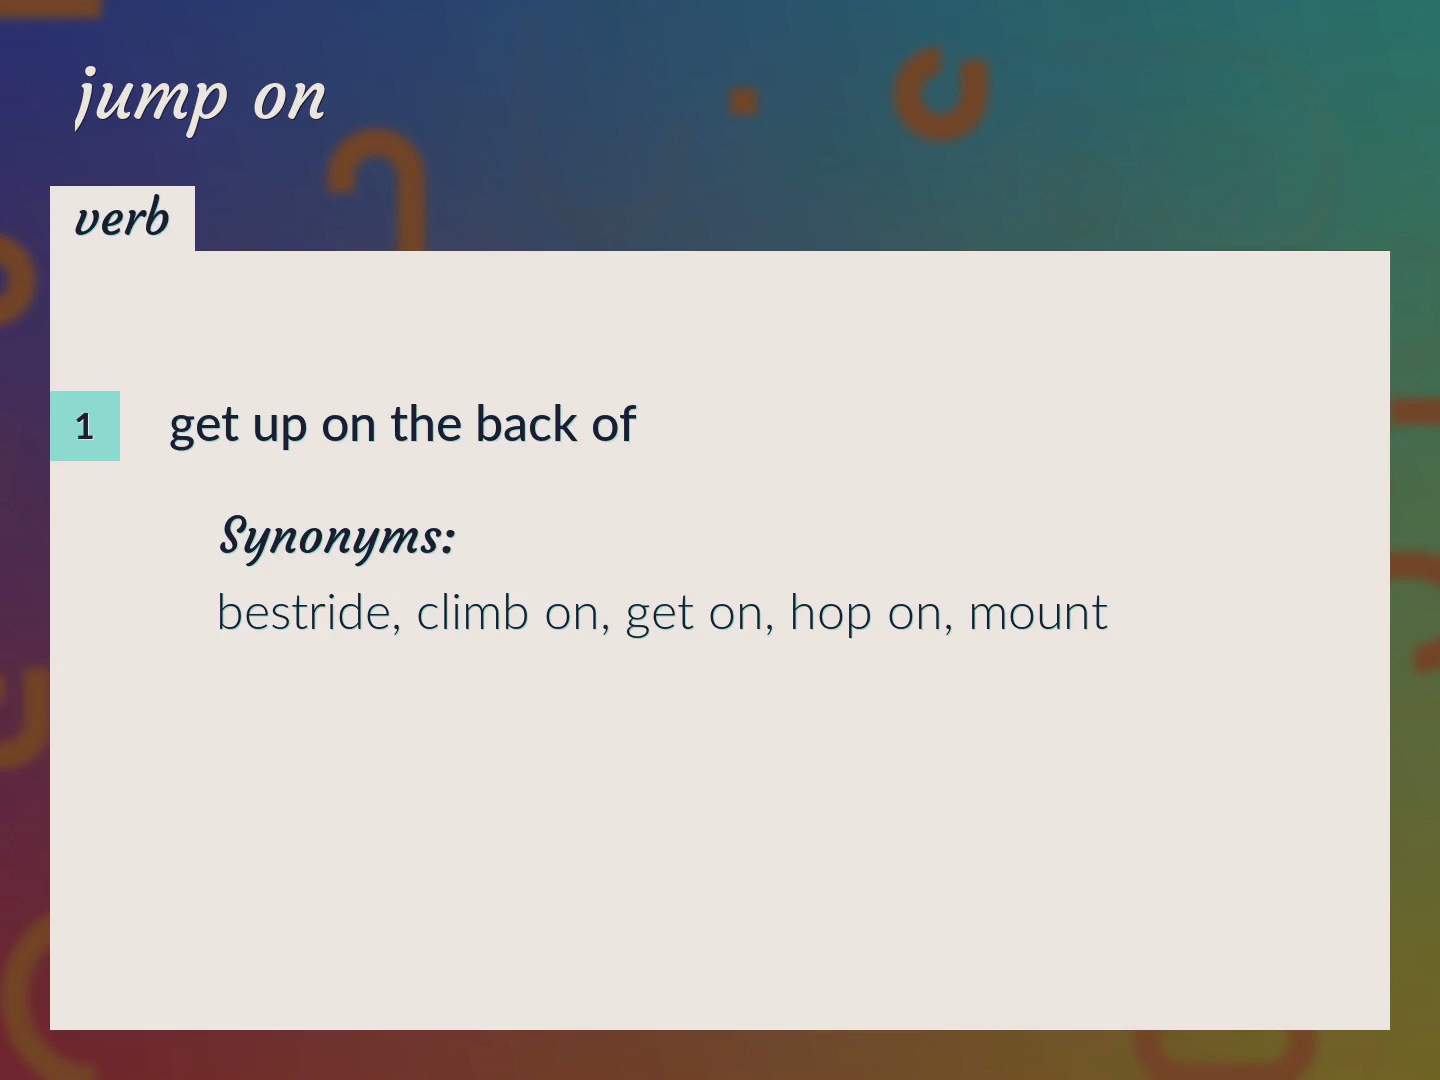 jump on
verb
1 get up on the back of
Synonyms:
bestride, climb on, get on, hop on, mount